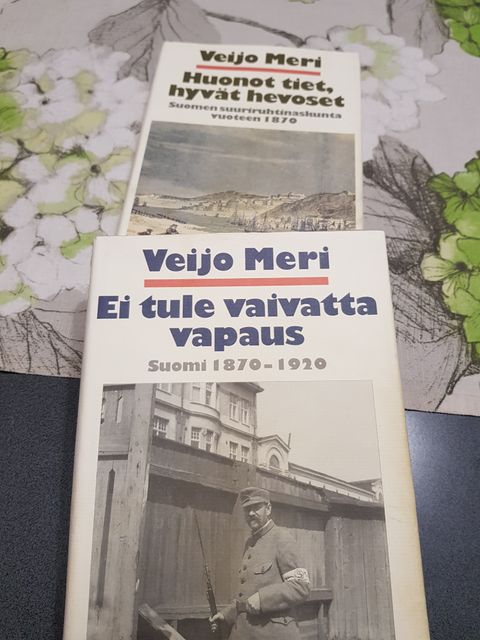 Veijo Meri
Huonot tiet,
hyvät hevoset
Suomen suuriruhtinaskunta
vuoteen 1870
Veijo Meri
Ei tule vaivatta
vapaus
Suomi 1870–1920